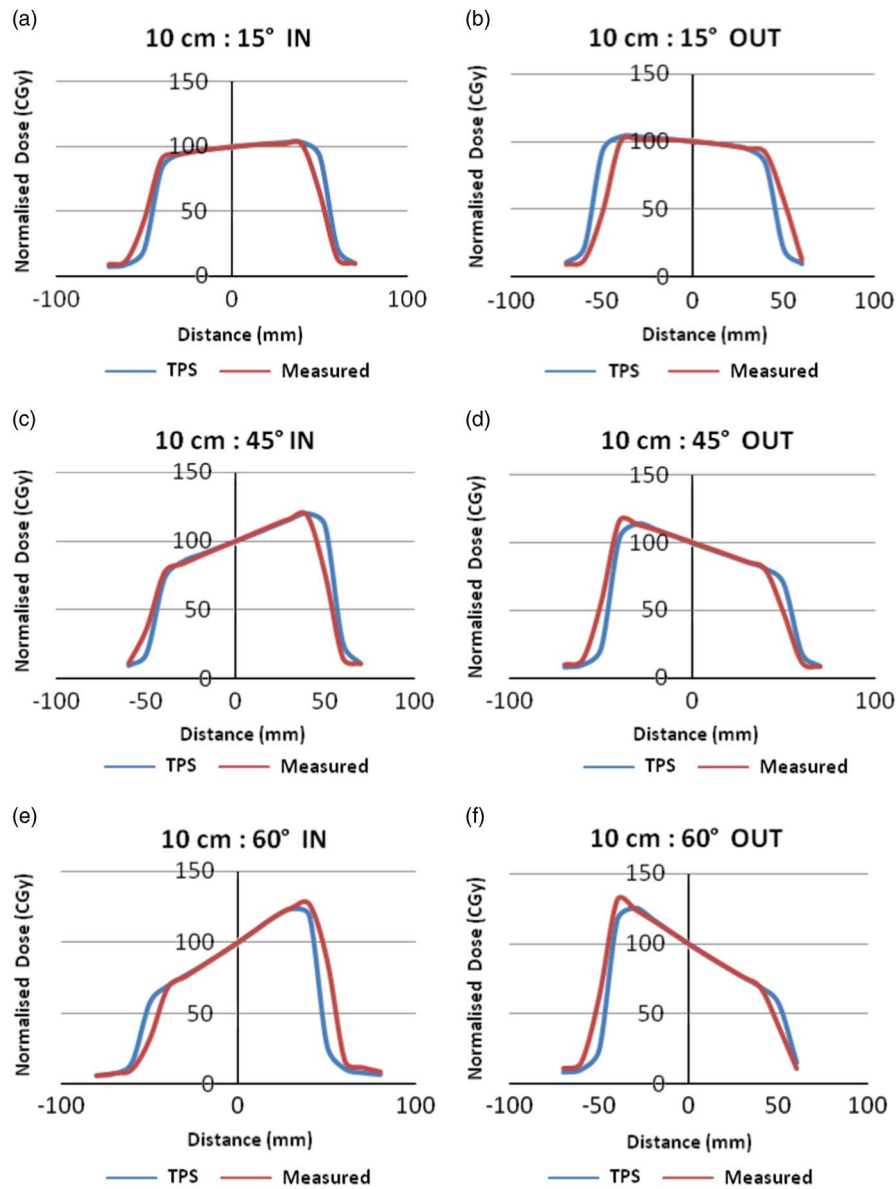 (a)
10 cm : 15° IN
Normalised Dose (CGy)
150
100
50
0
-100
0
100
Distance (mm)
TPS
Measured
(b)
10 cm : 15° OUT
Normalised Dose (CGy)
150
100
50
0
-100
-50
0
50
100
Distance (mm)
TPS
Measured
(c)
10 cm : 45° IN
Normalised Dose (CGy)
150
100
50
0
-100
-50
0
50
100
Distance (mm)
TPS
Measured
(d)
10 cm : 45° OUT
Normalised Dose (CGy)
150
100
50
0
-100
-50
0
50
100
Distance (mm)
TPS
Measured
(e)
10 cm : 60° IN
Normalised Dose (CGy)
150
100
50
0
-100
0
100
Distance (mm)
TPS
Measured
(f)
10 cm : 60° OUT
Normalised Dose (CGy)
150
100
50
0
-100
-50
0
50
100
Distance (mm)
TPS
Measured